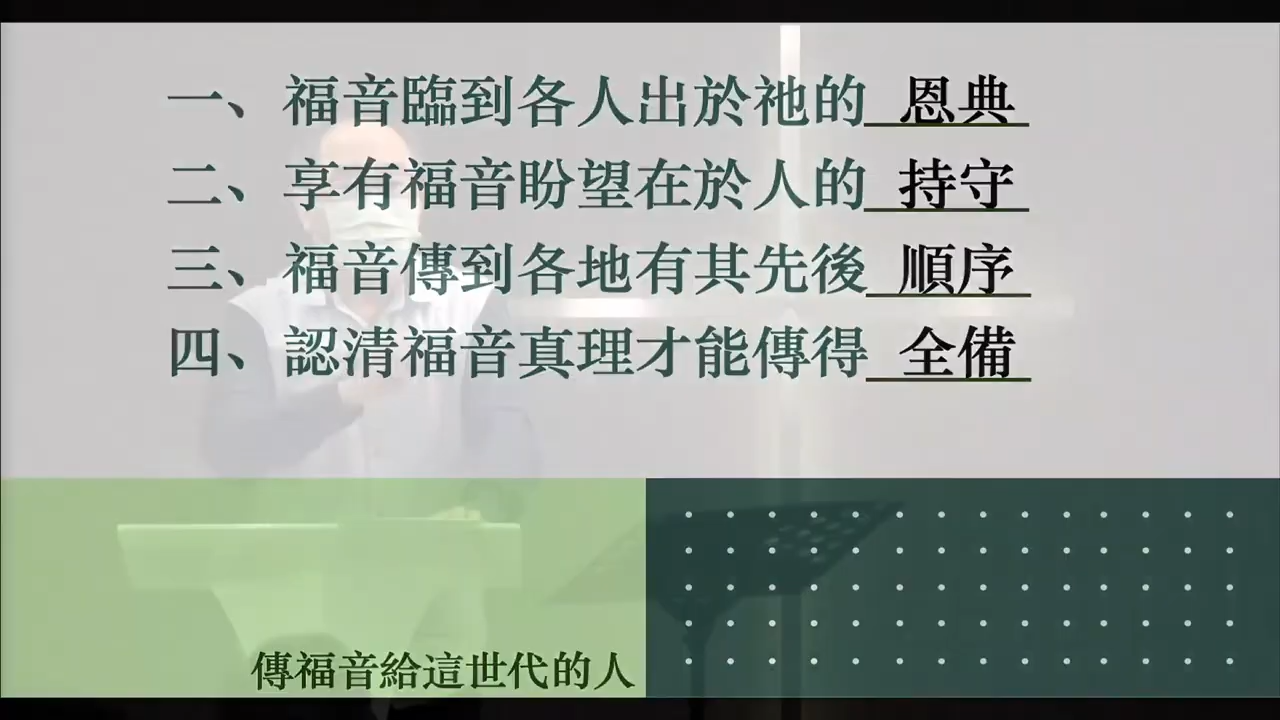 一、福音臨到各人出於祂的 恩典
二、享有福音盼望在於人的 持守
三、福音傳到各地有其先後 順序
四、認清福音真理才能傳得 全備
傳福音給這世代的人